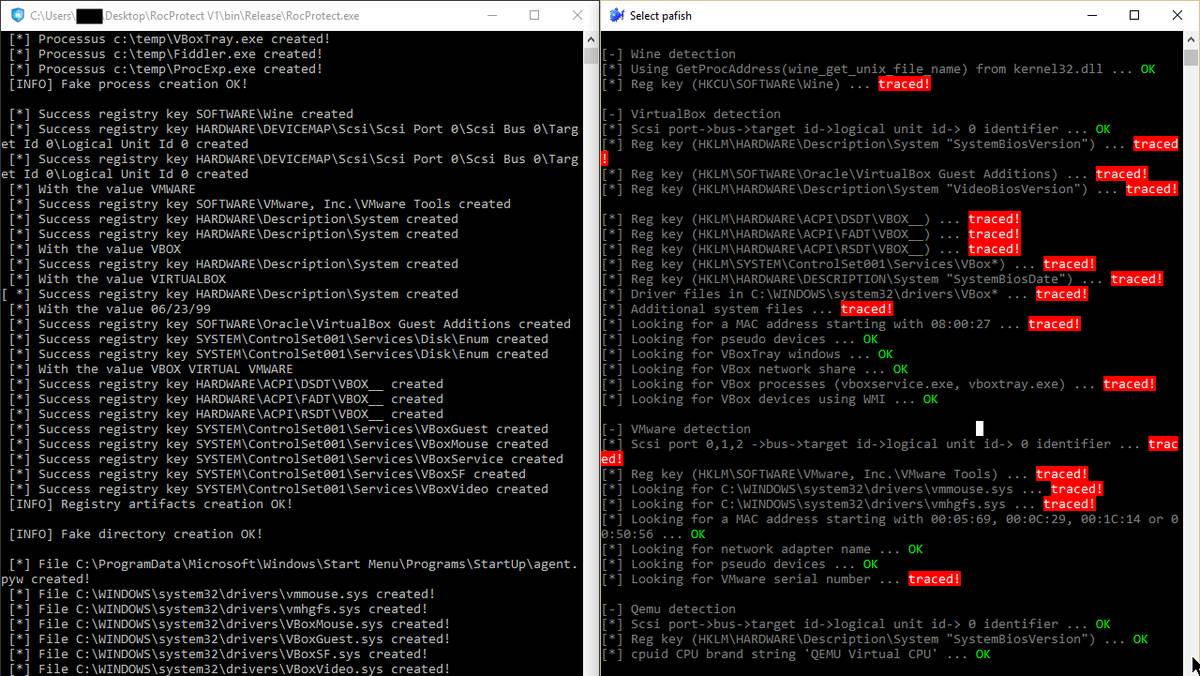 C:\Users\ \Desktop\RocProtect V1\bin\Release\RocProtect.exe
[*] Processus c:\temp\VBoxTray.exe created!
[*] Processus c:\temp\Fiddler.exe created!
[*] Processus c:\temp\ProcExp.exe created!
[INFO] Fake process creation OK!
[*] Success registry key SOFTWARE\Wine created
[*] Success registry key HARDWARE\DEVICEMAP\Scsi\Scsi Port 0\Scsi Bus 0\Targ
et Id 0\Logical Unit Id 0 created
[*] Success registry key HARDWARE\DEVICEMAP\Scsi\Scsi Port 0\Scsi Bus 0\Targ
et Id 0\Logical Unit Id 0 created
[*] With the value VMWARE
[*] Success registry key SOFTWARE\VMware, Inc.\VMware Tools created
[*] Success registry key HARDWARE\Description\System created
[*] Success registry key HARDWARE\Description\System created
[*] With the value VBOX
[*] Success registry key HARDWARE\Description\System created
[*] With the value VIRTUALBOX
[ *] Success registry key HARDWARE\Description\System created
[*] With the value 06/23/99
[*] Success registry key SOFTWARE\Oracle\VirtualBox Guest Additions created
[*] Success registry key SYSTEM\ControlSet001\Services\Disk\Enum created
[*] Success registry key SYSTEM\ControlSet001\Services\Disk\Enum created
[*] With the value VBOX VIRTUAL VMWARE
[*] Success registry key HARDWARE\ACPI\DSDT\VBOX__ created
[*] Success registry key HARDWARE\ACPI\FADT\VBOX__ created
[*] Success registry key HARDWARE\ACPI\RSDT\VBOX__ created
[*] Success registry key SYSTEM\ControlSet001\Services\VBoxGuest created
[*] Success registry key SYSTEM\ControlSet001\Services\VBoxMouse created
[*] Success registry key SYSTEM\ControlSet001\Services\VBoxService created
[*] Success registry key SYSTEM\ControlSet001\Services\VBoxSF created
[*] Success registry key SYSTEM\ControlSet001\Services\VBoxVideo created
[INFO] Registry artifacts creation OK!
[INFO] Fake directory creation OK!
[*] File C:\ProgramData\Microsoft\Windows\Start Menu\Programs\StartUp\agent.
pyw created!
[*] File C:\WINDOWS\system32\drivers\vmmouse.sys created!
[*] File C:\WINDOWS\system32\drivers\vmhgfs.sys created!
[*] File C:\WINDOWS\system32\drivers\VBoxMouse.sys created!
[*] File C:\WINDOWS\system32\drivers\VBoxGuest.sys created!
[*] File C:\WINDOWS\system32\drivers\VBoxSF.sys created!
[*] File C:\WINDOWS\system32\drivers\VBoxVideo.sys created!
Select pafish
[-] Wine detection
[*] Using GetProcAddress(wine_get_unix_file_name) from kernel32.dll ... OK
[*] Reg key (HKCU\SOFTWARE\Wine) ... traced!
[-] VirtualBox detection
[*] Scsi port->bus->target id->logical unit id-> 0 identifier ... OK
[*] Reg key (HKLM\HARDWARE\Description\System "SystemBiosVersion") ... traced
!
[*] Reg key (HKLM\SOFTWARE\Oracle\VirtualBox Guest Additions) ... traced!
[*] Reg key (HKLM\HARDWARE\Description\System "VideoBiosVersion") ... traced!
[*] Reg key (HKLM\HARDWARE\ACPI\DSDT\VBOX__) ... traced!
[*] Reg key (HKLM\HARDWARE\ACPI\FADT\VBOX__) ... traced!
[*] Reg key (HKLM\HARDWARE\ACPI\RSDT\VBOX__) ... traced!
[*] Reg key (HKLM\SYSTEM\ControlSet001\Services\VBox*) ... traced!
[*] Reg key (HKLM\HARDWARE\DESCRIPTION\System "SystemBiosDate") ... traced!
[*] Driver files in C:\WINDOWS\system32\drivers\VBox* ... traced!
[*] Additional system files ... traced!
[*] Looking for a MAC address starting with 08:00:27 ... traced!
[*] Looking for pseudo devices ... OK
[*] Looking for VBoxTray windows ... OK
[*] Looking for VBox network share ... OK
[*] Looking for VBox processes (vboxservice.exe, vboxtray.exe) ... traced!
[*] Looking for VBox devices using WMI ... OK
[-] VMware detection
[*] Scsi port 0,1,2 ->bus->target id->logical unit id-> 0 identifier ... trac
ed!
[*] Reg key (HKLM\SOFTWARE\VMware, Inc.\VMware Tools) ... traced!
[*] Looking for C:\WINDOWS\system32\drivers\vmmouse.sys ... traced!
[*] Looking for C:\WINDOWS\system32\drivers\vmhgfs.sys ... traced!
[*] Looking for a MAC address starting with 00:05:69, 00:0C:29, 00:1C:14 or 0
0:50:56 ... OK
[*] Looking for network adapter name ... OK
[*] Looking for pseudo devices ... OK
[*] Looking for VMware serial number ... traced!
[-] Qemu detection
[*] Scsi port->bus->target id->logical unit id-> 0 identifier ... OK
[*] Reg key (HKLM\HARDWARE\Description\System "SystemBiosVersion") ... OK
[*] cpuid CPU brand string 'QEMU Virtual CPU' ... OK